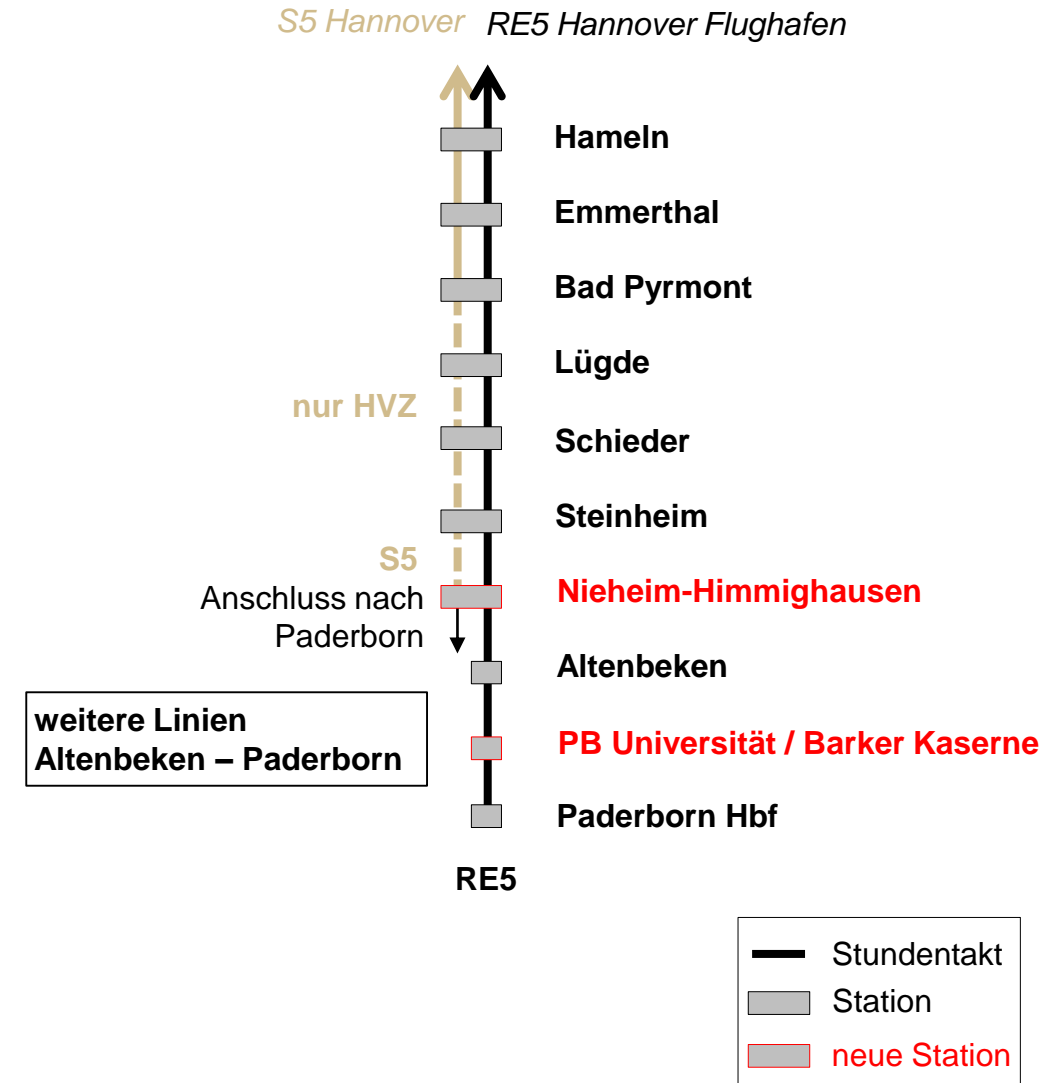 S5 Hannover RE5 Hannover Flughafen
Hameln
Emmerthal
Bad Pyrmont
Lügde
nur HVZ
Schieder
Steinheim
S5
Anschluss nach
Paderborn
Nieheim-Himmighausen
Altenbeken
weitere Linien
Altenbeken – Paderborn
PB Universität / Barker Kaserne
Paderborn Hbf
RE5
Stundentakt
Station
neue Station